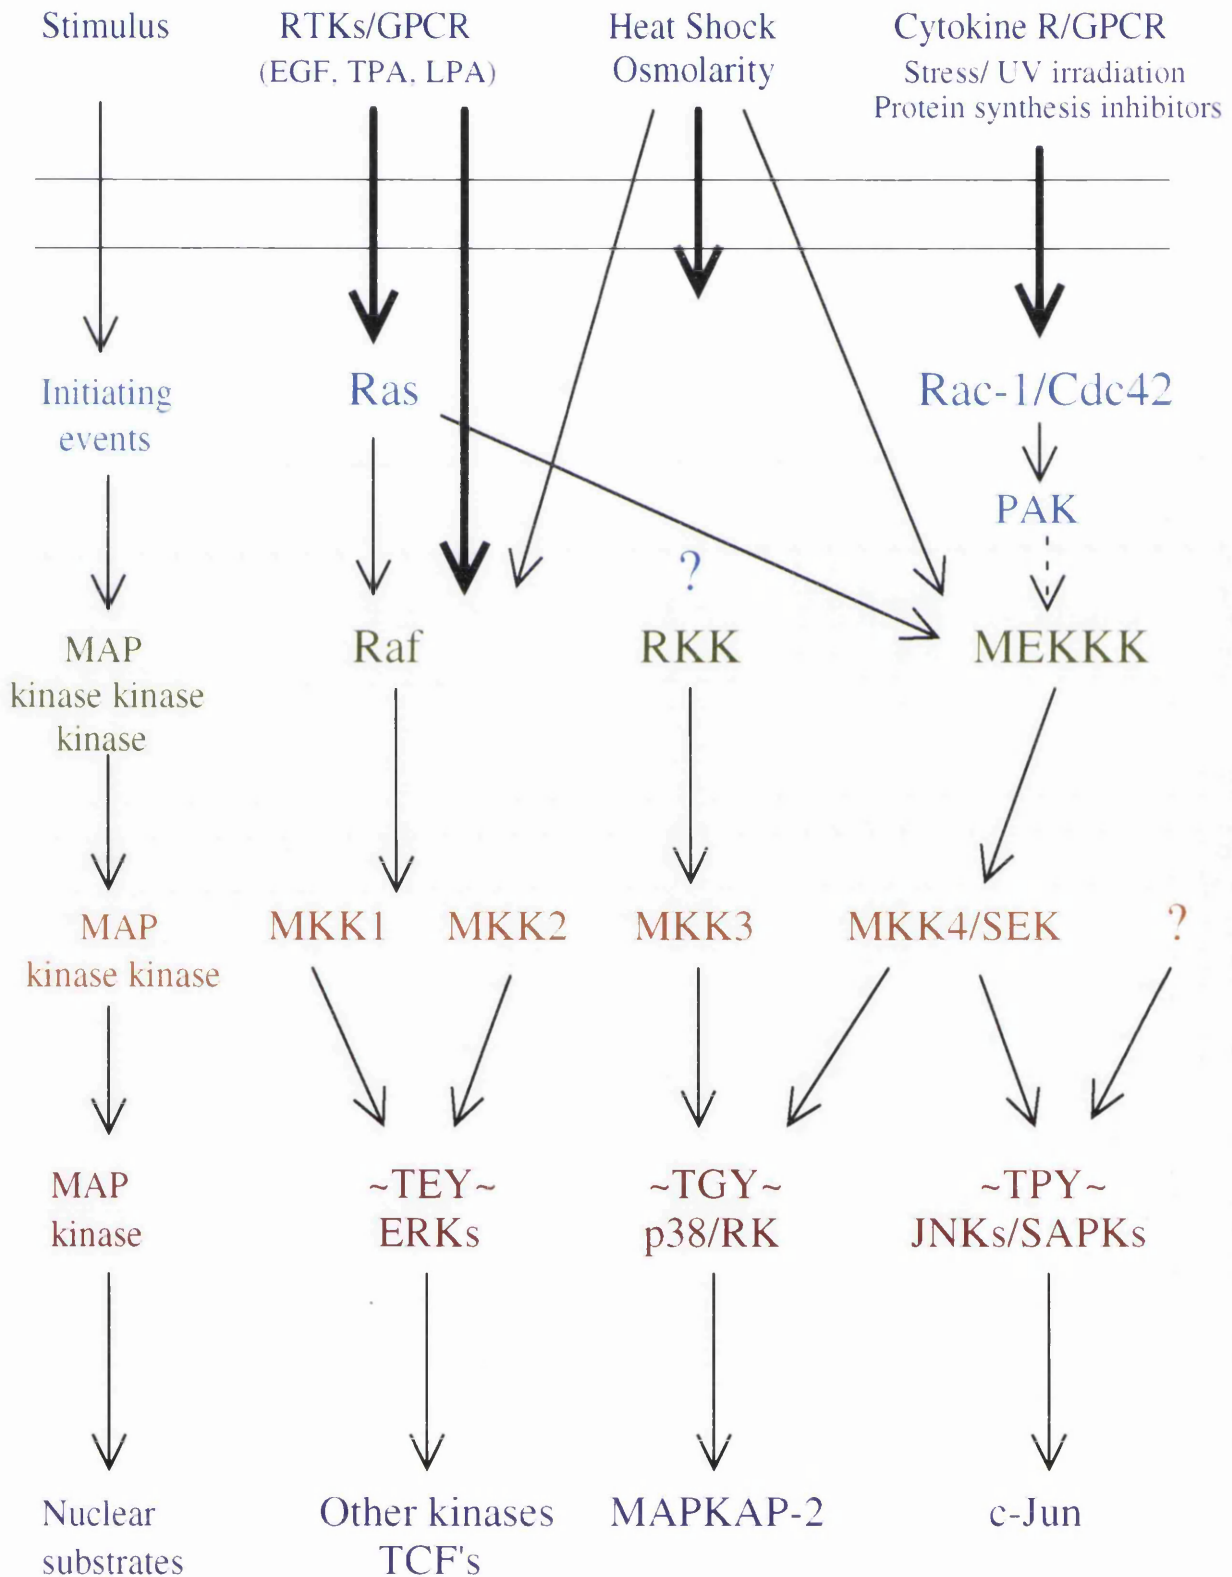 Stimulus
RTKs/GPCR
(EGF, TPA, LPA)
Heat Shock
Osmolarity
Cytokine R/GPCR
Stress/ UV irradiation
Protein synthesis inhibitors
Initiating
events
Ras
Rac-1/Cdc42
PAK
?
MAP
kinase kinase
kinase
Raf
RKK
MEKKK
MAP
kinase kinase
MKK1
MKK2
MKK3
MKK4/SEK
?
MAP
kinase
~TEY~
ERKs
~TGY~
p38/RK
~TPY~
JNKs/SAPKs
Nuclear
substrates
Other kinases
TCF's
MAPKAP-2
c-Jun